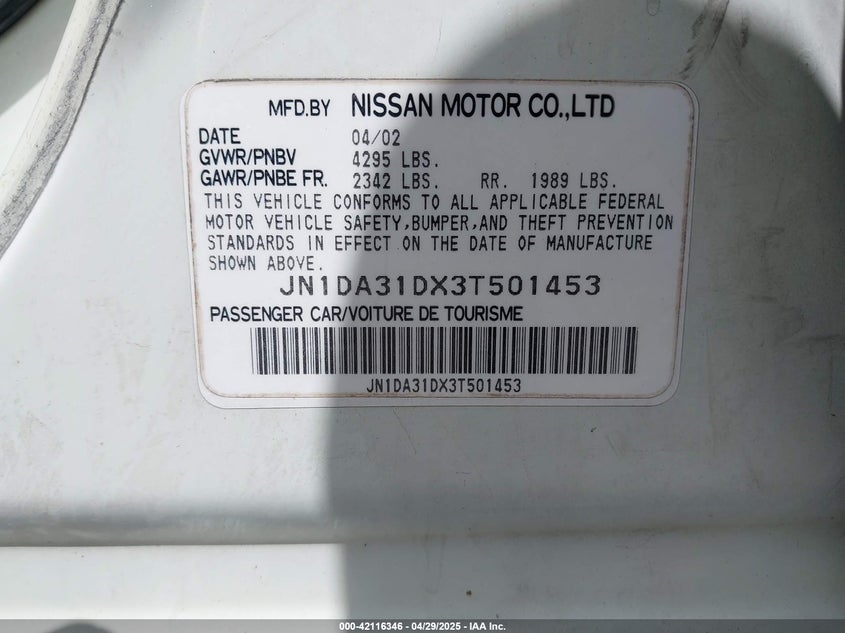 MFD.BY NISSAN MOTOR CO.,LTD
DATE 04/02
GVWR/PNBV 4295 LBS.
GAWR/PNBE FR. 2342 LBS. RR. 1989 LBS.
THIS VEHICLE CONFORMS TO ALL APPLICABLE FEDERAL
MOTOR VEHICLE SAFETY,BUMPER,AND THEFT PREVENTION
STANDARDS IN EFFECT ON THE DATE OF MANUFACTURE
SHOWN ABOVE.
JN1DA31DX3T501453
PASSENGER CAR/VOITURE DE TOURISME
JN1DA31DX3T501453
000-42116346 - 04/29/2025 - IAA Inc.